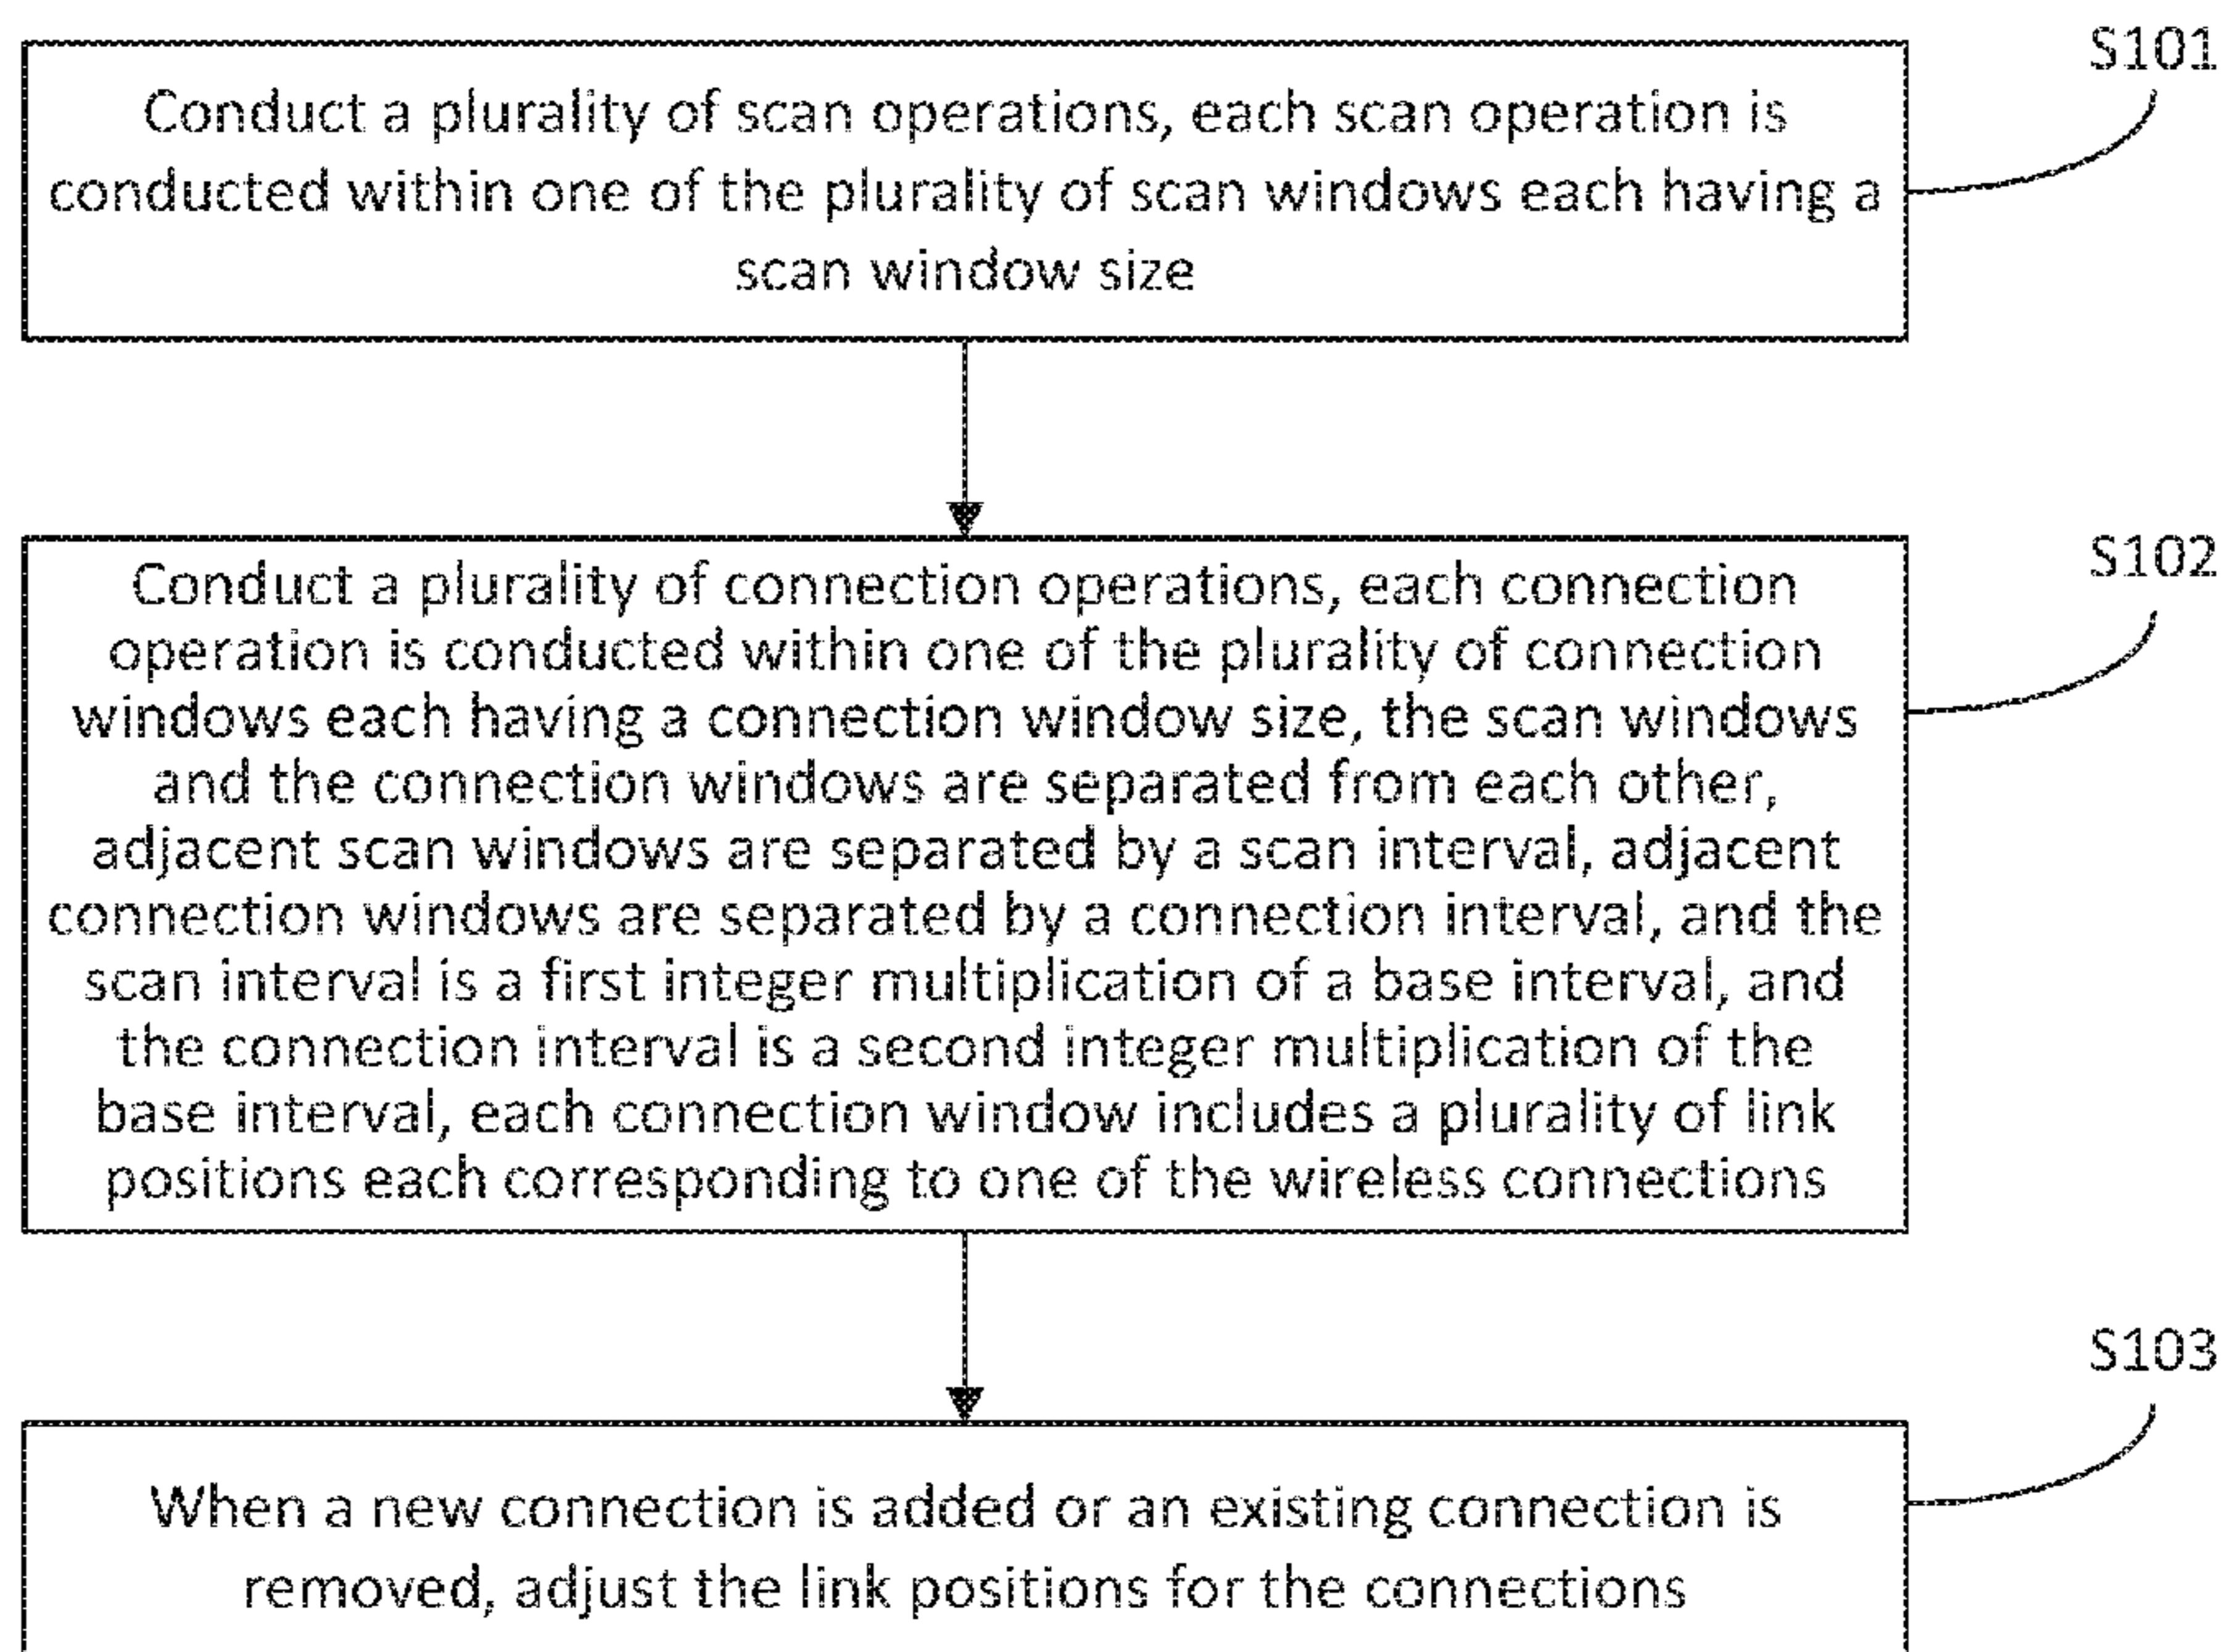 S101
Conduct a plurality of scan operations, each scan operation is
conducted within one of the plurality of scan windows each having a
scan window size
S102
Conduct a plurality of connection operations, each connection
operation is conducted within one of the plurality of connection
windows each having a connection window size, the scan windows
and the connection windows are separated from each other,
adjacent scan windows are separated by a scan interval, adjacent
connection windows are separated by a connection interval, and the
scan interval is a first integer multiplication of a base interval, and
the connection interval is a second integer multiplication of the
base interval, each connection window includes a plurality of link
positions each corresponding to one of the wireless connections
S103
When a new connection is added or an existing connection is
removed, adjust the link positions for the connections